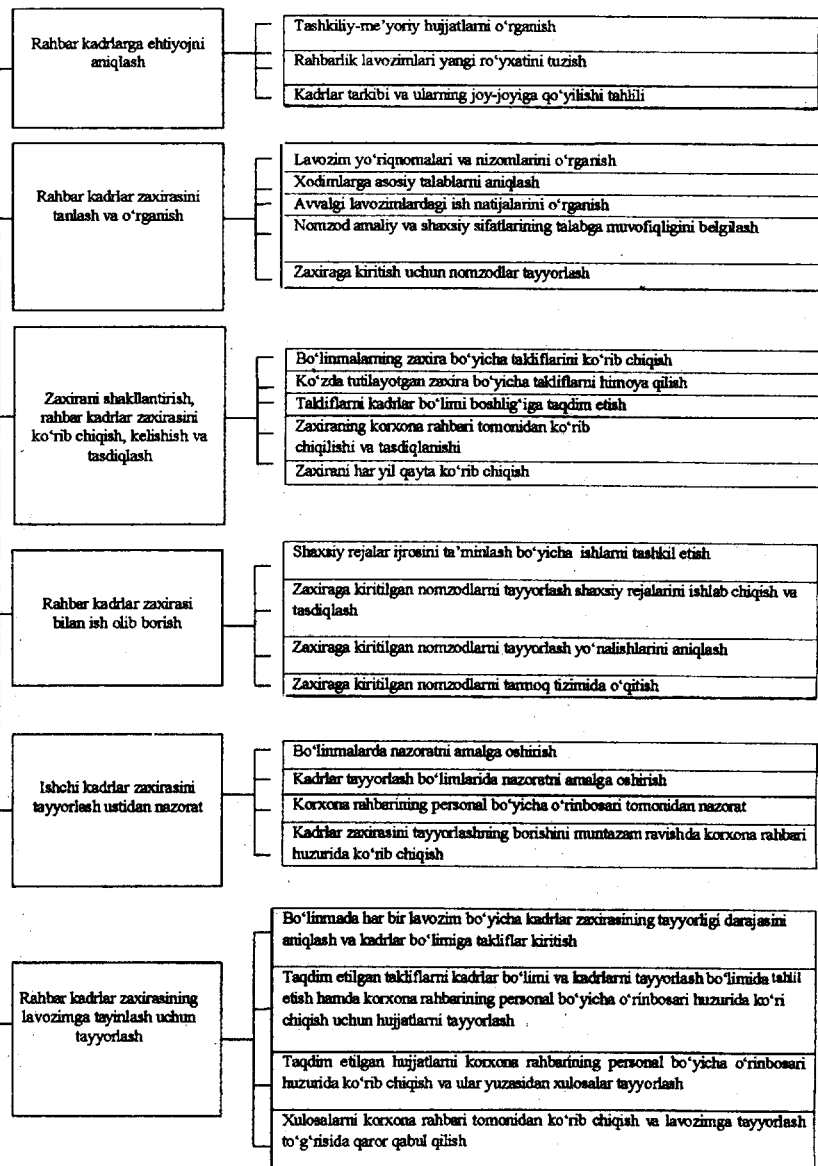 Rahbar kadrlarga ehtiyojni
aniqlash
Tashkiliy-me’yoriy hujjatlarni o‘rganish
Rahbarlik lavozimlari yangi ro‘yxatini tuzish
Kadrlar tarkibi va ularning joy-joyiga qo‘yilishi tahlili
Rahbar kadrlar zaxirasini
tanlash va o‘rganish
Lavozim yo‘riqnomalari va nizomlarini o‘rganish
Xodimlarga asosiy talablarni aniqlash
Avvalgi lavozimlardagi ish natijalarini o‘rganish
Nomzod amaliy va shaxsiy sifatlarining talabga muvofiqligini belgilash
Zaxiraga kiritish uchun nomzodlar tayyorlash
Zaxirani shakllantirish,
rahbar kadrlar zaxirasini
ko‘rib chiqish, kelishish va
tasdiqlash
Bo‘linmalarning zaxira bo‘yicha takliflarini ko‘rib chiqish
Ko‘zda tutilayotgan zaxira bo‘yicha takliflarni himoya qilish
Takliflarni kadrlar bo‘limi boshlig‘iga taqdim etish
Zaxiraning korxona rahbari tomonidan ko‘rib
chiqilishi va tasdiqlanishi
Zaxirani har yil qayta ko‘rib chiqish
Rahbar kadrlar zaxirasi
bilan ish olib borish
Shaxsiy rejalar ijrosini ta’minlash bo‘yicha ishlarni tashkil etish
Zaxiraga kiritilgan nomzodlarni tayyorlash shaxsiy rejalarini ishlab chiqish va
tasdiqlash
Zaxiraga kiritilgan nomzodlarni tayyorlash yo‘nalishlarini aniqlash
Zaxiraga kiritilgan nomzodlarni tarmoq tizimida o‘qitish
Ishchi kadrlar zaxirasini
tayyorlash ustidan nazorat
Bo‘linmalarda nazoratni amalga oshirish
Kadrlar tayyorlash bo‘limlarida nazoratni amalga oshirish
Korxona rahbarining personal bo‘yicha o‘rinbosari tomonidan nazorat
Kadrlar zaxirasini tayyorlashning borishini muntazam ravishda korxona rahbari
huzurida ko‘rib chiqish
Rahbar kadrlar zaxirasining
lavozimga tayinlash uchun
tayyorlash
Bo‘linmada har bir lavozim bo‘yicha kadrlar zaxirasining tayyorligi darajasini
aniqlash va kadrlar bo‘limiga takliflar kiritish
Taqdim etilgan takliflarni kadrlar bo‘limi va kadrlarni tayyorlash bo‘limida tahlil
etish hamda korxona rahbarining personal bo‘yicha o‘rinbosari huzurida ko‘ri
chiqish uchun hujjatlarni tayyorlash
Taqdim etilgan hujjatlarni korxona rahbarining personal bo‘yicha o‘rinbosari
huzurida ko‘rib chiqish va ular yuzasidan xulosalar tayyorlash
Xulosalarni korxona rahbari tomonidan ko‘rib chiqish va lavozimga tayyorlash
to‘g‘risida qaror qabul qilish